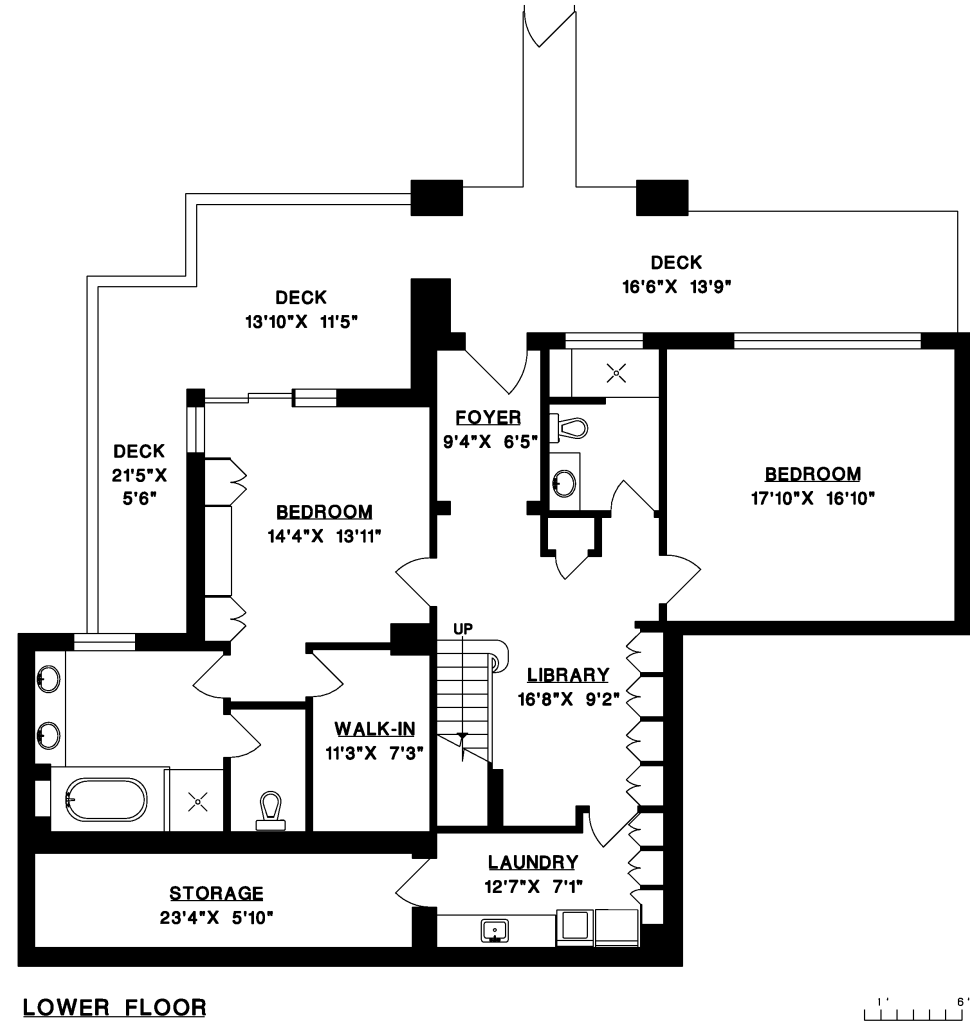 DECK
16'6"X 13'9"
DECK
13'10"X 11'5"
FOYER
9'4"X 6'5"
DECK
21'5"X
5'6"
BEDROOM
17'10"X 16'10"
BEDROOM
14'4"X 13'11"
UP
LIBRARY
16'8"X 9'2"
WALK-IN
11'3"X 7'3"
LAUNDRY
12'7"X 7'1"
STORAGE
23'4"X 5'10"
LOWER FLOOR
1' 6'